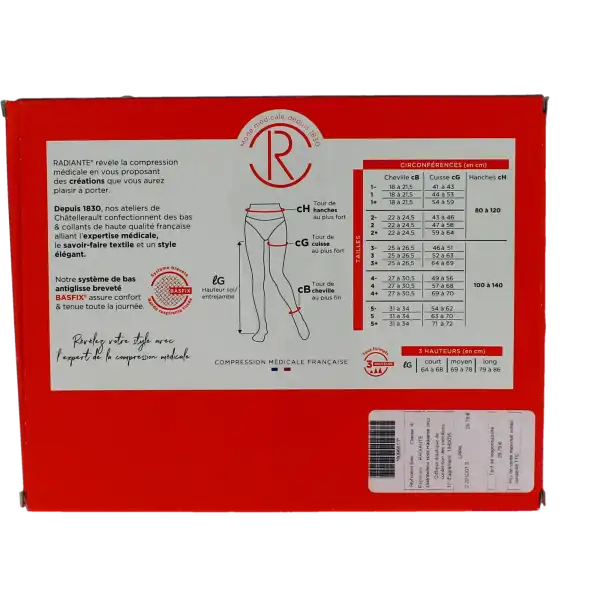 Mode médicale depuis 1830
R
RADIANTE® révèle la compression
médicale en vous proposant
des créations que vous aurez
plaisir à porter.
Depuis 1830, nos ateliers de
Châtellerault confectionnent des bas
& collants de haute qualité française
alliant l'expertise médicale,
le savoir-faire textile et un style
élégant.
Notre système de bas
antiglisse breveté
BASFIX® assure confort
& tenue toute la journée.
Système breveté
BASFIX
Révélez votre style avec
l'expert de la compression médicale
cH
Tour de
hanches
au plus fort
cG
Tour de
cuisse
au plus fort
lG
Hauteur sol/
entrejambe
cB
Tour de
cheville
au plus fin
COMPRESSION MÉDICALE FRANÇAISE
CIRCONFÉRENCES (en cm)
Cheville cB Cuisse cG Hanches cH
TAILLES
1- 18 à 21,5 41 à 43
1 18 à 21,5 44 à 53
1+ 18 à 21,5 54 à 59
80 à 120
2- 22 à 24,5 43 à 46
2 22 à 24,5 47 à 58
2+ 22 à 24,5 59 à 64
3- 25 à 26,5 46 à 51
3 25 à 26,5 52 à 63
3+ 25 à 26,5 64 à 69
100 à 140
4- 27 à 30,5 49 à 56
4 27 à 30,5 57 à 68
4+ 27 à 30,5 69 à 70
5- 31 à 34 54 à 62
5 31 à 34 63 à 70
5+ 31 à 34 71 à 72
3 HAUTEURS
3 HAUTEURS (en cm)
lG court moyen long
64 à 68 69 à 78 79 à 86